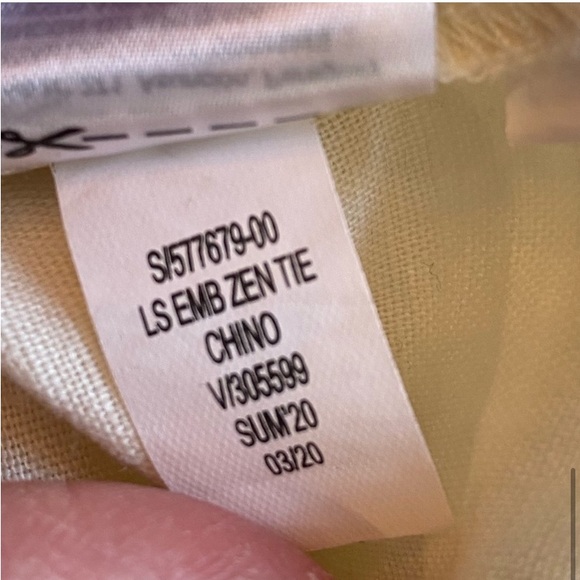 S/577679-00
LS EMB ZEN TIE
CHINO
V/305599
SUM'20
03/20